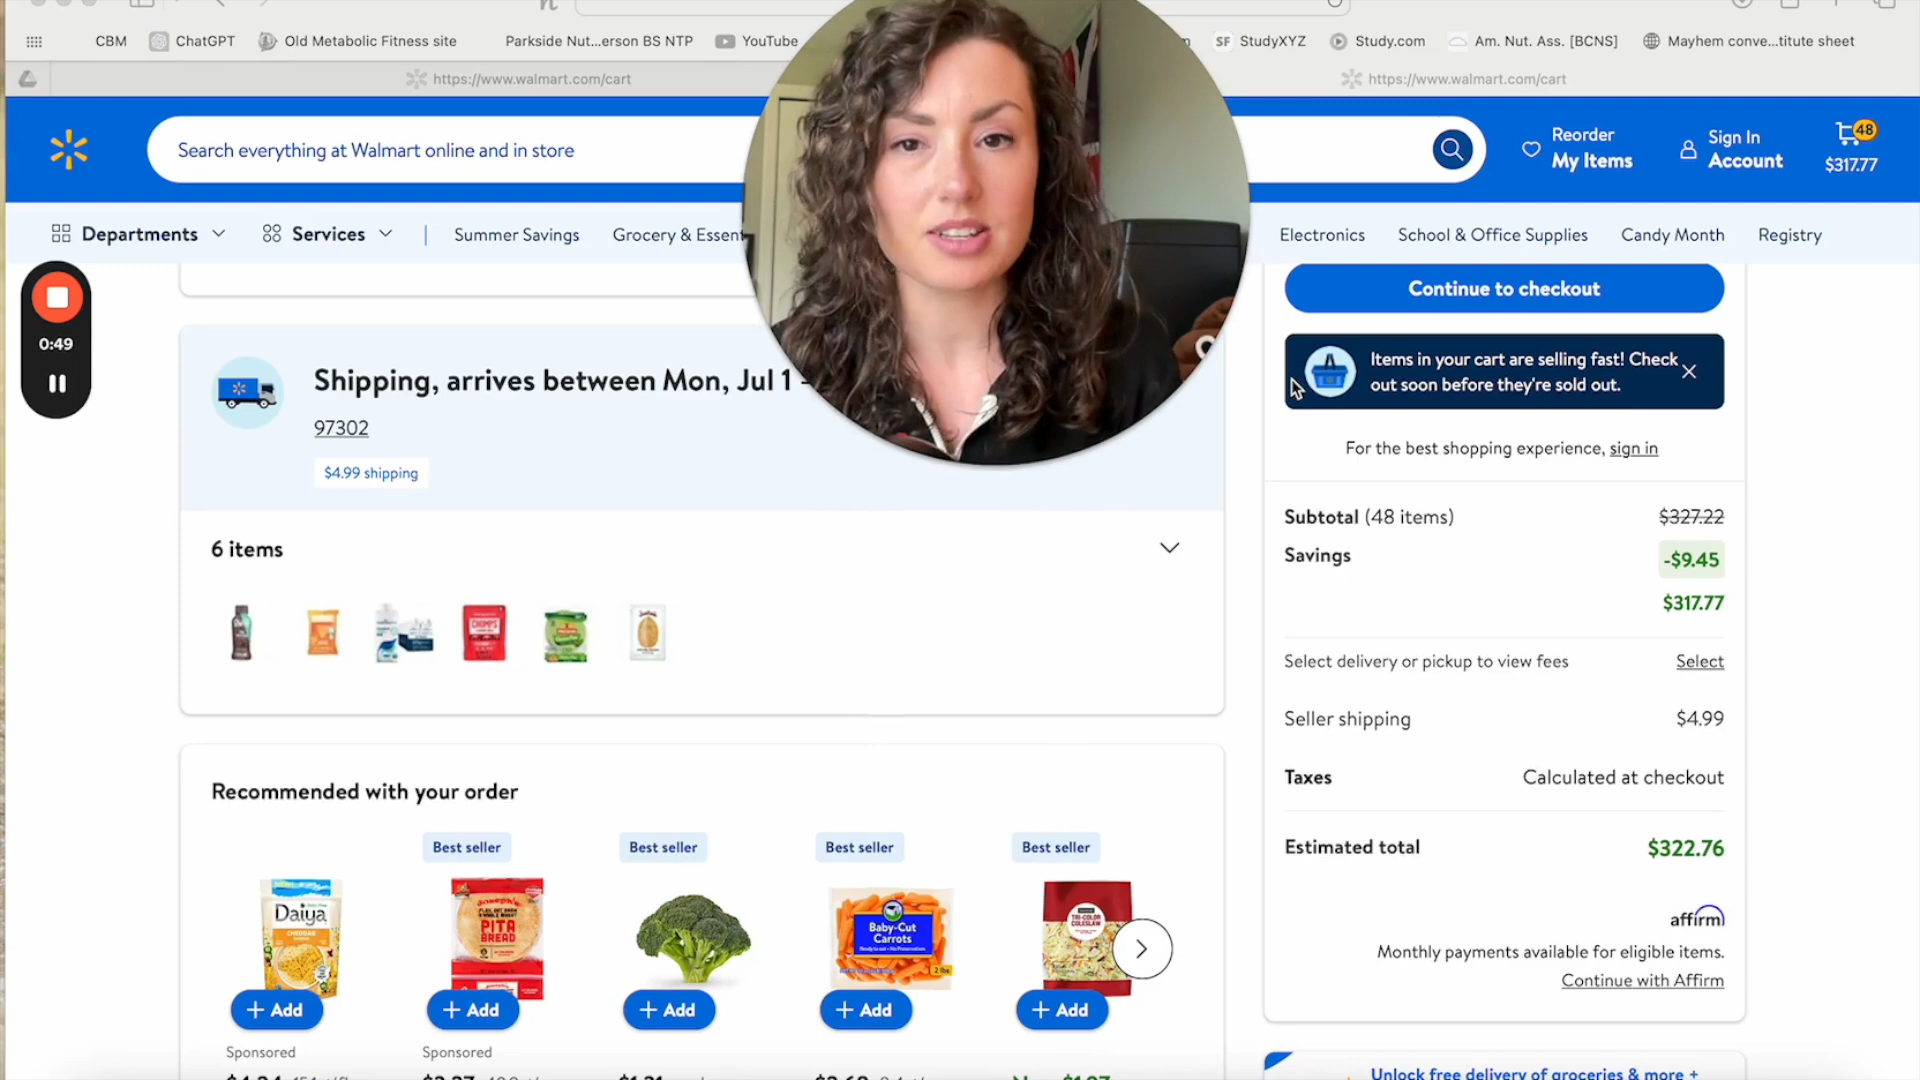 CBM
ChatGPT
Old Metabolic Fitness site
Parkside Nut...erson BS NTP
YouTube
SF
StudyXYZ
Study.com
Am. Nut. Ass. [BCNS]
Mayhem conve...titute sheet
https://www.walmart.com/cart
https://www.walmart.com/cart
Search everything at Walmart online and in store
Reorder
My Items
Sign In
Account
48
$317.77
Departments
Services
Summer Savings
Grocery &
Electronics
School & Office Supplies
Candy Month
Registry
0:49
Continue to checkout
Items in your cart are selling fast! Check
out soon before they're sold out.
Shipping, arrives between Mon, Jul 1
97302
$4.99 shipping
For the best shopping experience, sign in
6 items
CHOMPS
Subtotal (48 items)
$327.22
Savings
-$9.45
$317.77
Select delivery or pickup to view fees
Select
Seller shipping
$4.99
Taxes
Calculated at checkout
Estimated total
$322.76
affirm
Monthly payments available for eligible items.
Continue with Affirm
Recommended with your order
Best seller
Best seller
Best seller
Best seller
Daiya
CHEDDAR
Joseph's
PITA
BREAD
Baby-Cut
Carrots
2 lbs
TRI-COLOR
COLESLAW
+ Add
+ Add
+ Add
+ Add
+ Add
Sponsored
Sponsored
Unlock free delivery of groceries & more +